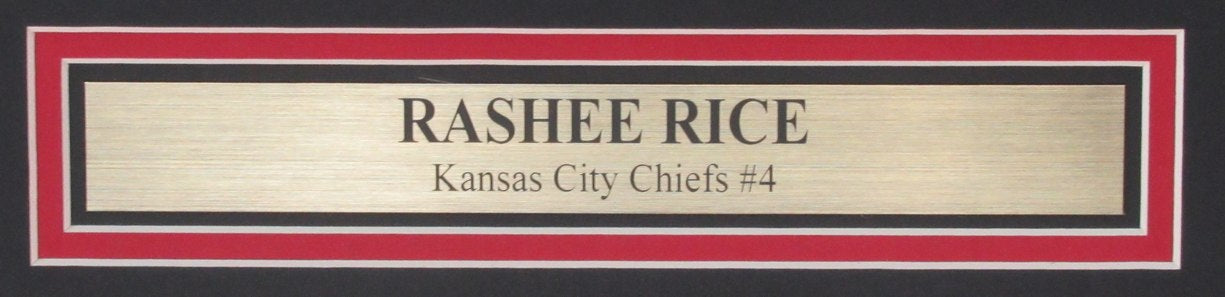 RASHEE RICE
Kansas City Chiefs #4